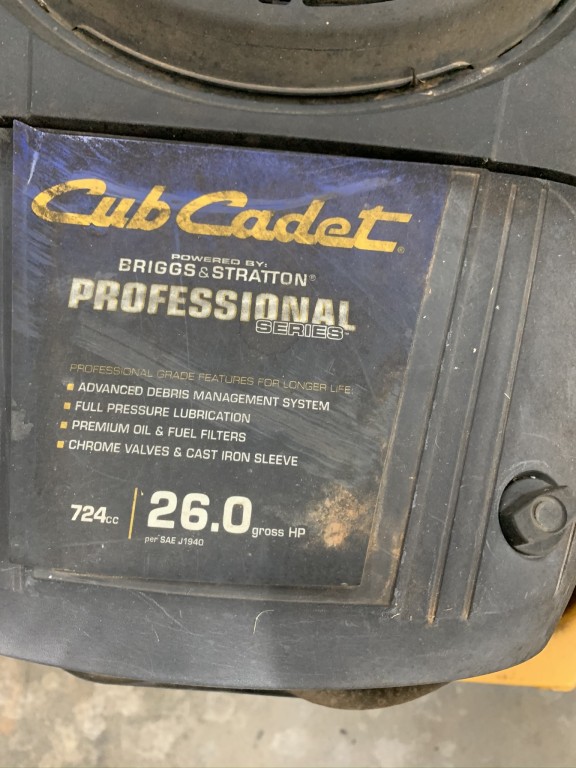 Cub Cadet®
POWERED BY:
BRIGGS & STRATTON®
PROFESSIONAL
SERIES™
PROFESSIONAL GRADE FEATURES FOR LONGER LIFE:
▪ ADVANCED DEBRIS MANAGEMENT SYSTEM
▪ FULL PRESSURE LUBRICATION
▪ PREMIUM OIL & FUEL FILTERS
▪ CHROME VALVES & CAST IRON SLEEVE
724cc | 26.0 gross HP
per SAE J1940